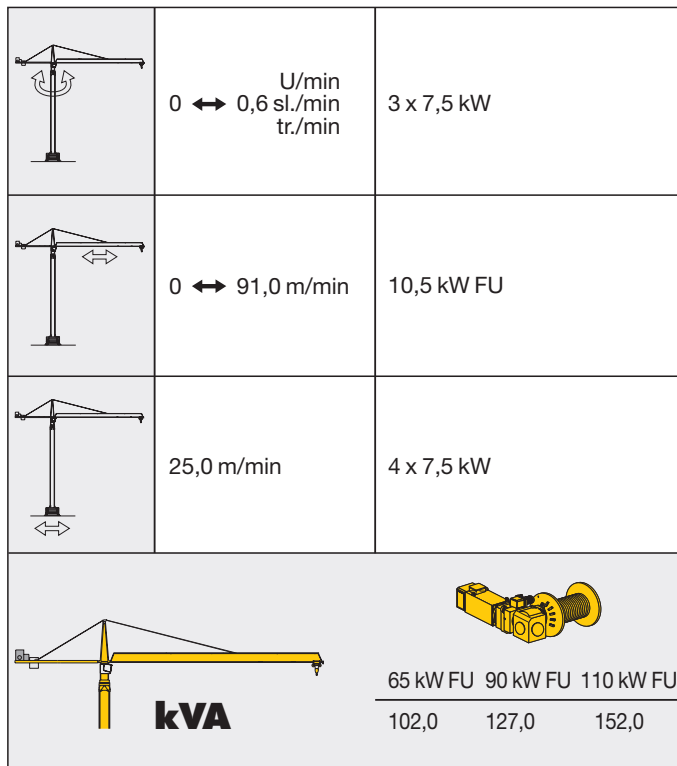 U/min
0 ↔ 0,6 sl./min 3 x 7,5 kW
tr./min
0 ↔ 91,0 m/min 10,5 kW FU
25,0 m/min 4 x 7,5 kW
65 kW FU 90 kW FU 110 kW FU
kVA 102,0 127,0 152,0